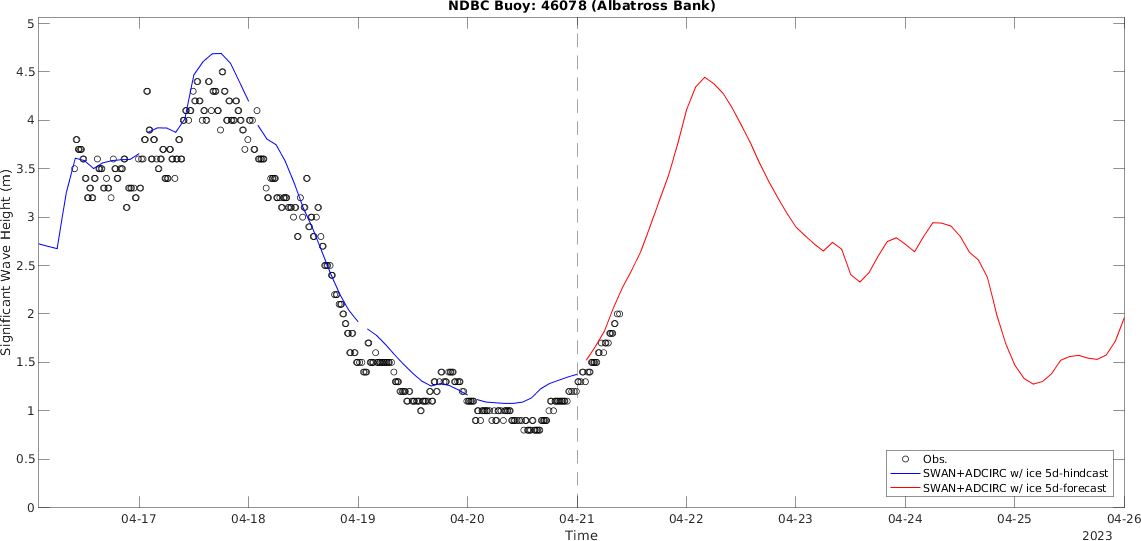 NDBC Buoy: 46078 (Albatross Bank)
5
4.5
4
3.5
3
2.5
2
1.5
1
0.5
0
Significant Wave Height (m)
Obs.
SWAN+ADCIRC w/ ice 5d-hindcast
SWAN+ADCIRC w/ ice 5d-forecast
04-17 04-18 04-19 04-20 04-21 04-22 04-23 04-24 04-25 04-26
Time
2023